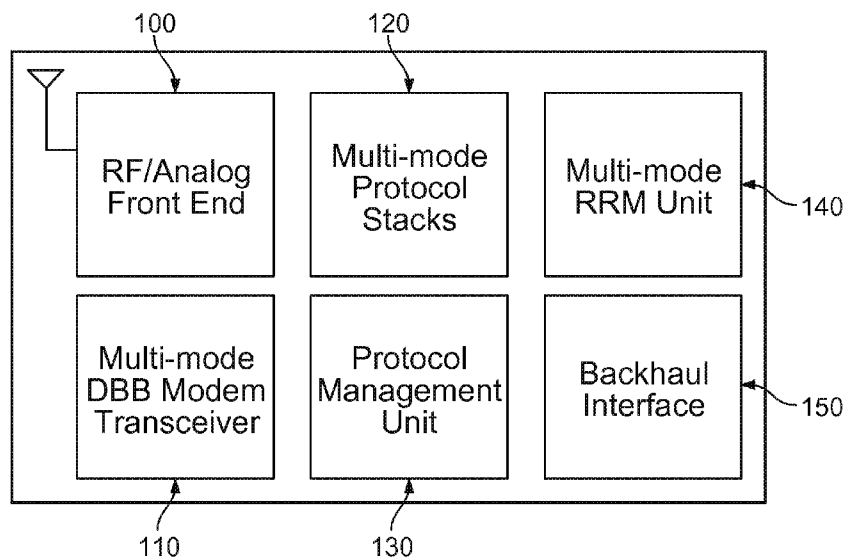 100
120
RF/Analog
Front End
Multi-mode
Protocol
Stacks
Multi-mode
RRM Unit
140
Multi-mode
DBB Modem
Transceiver
Protocol
Management
Unit
Backhaul
Interface
150
110
130